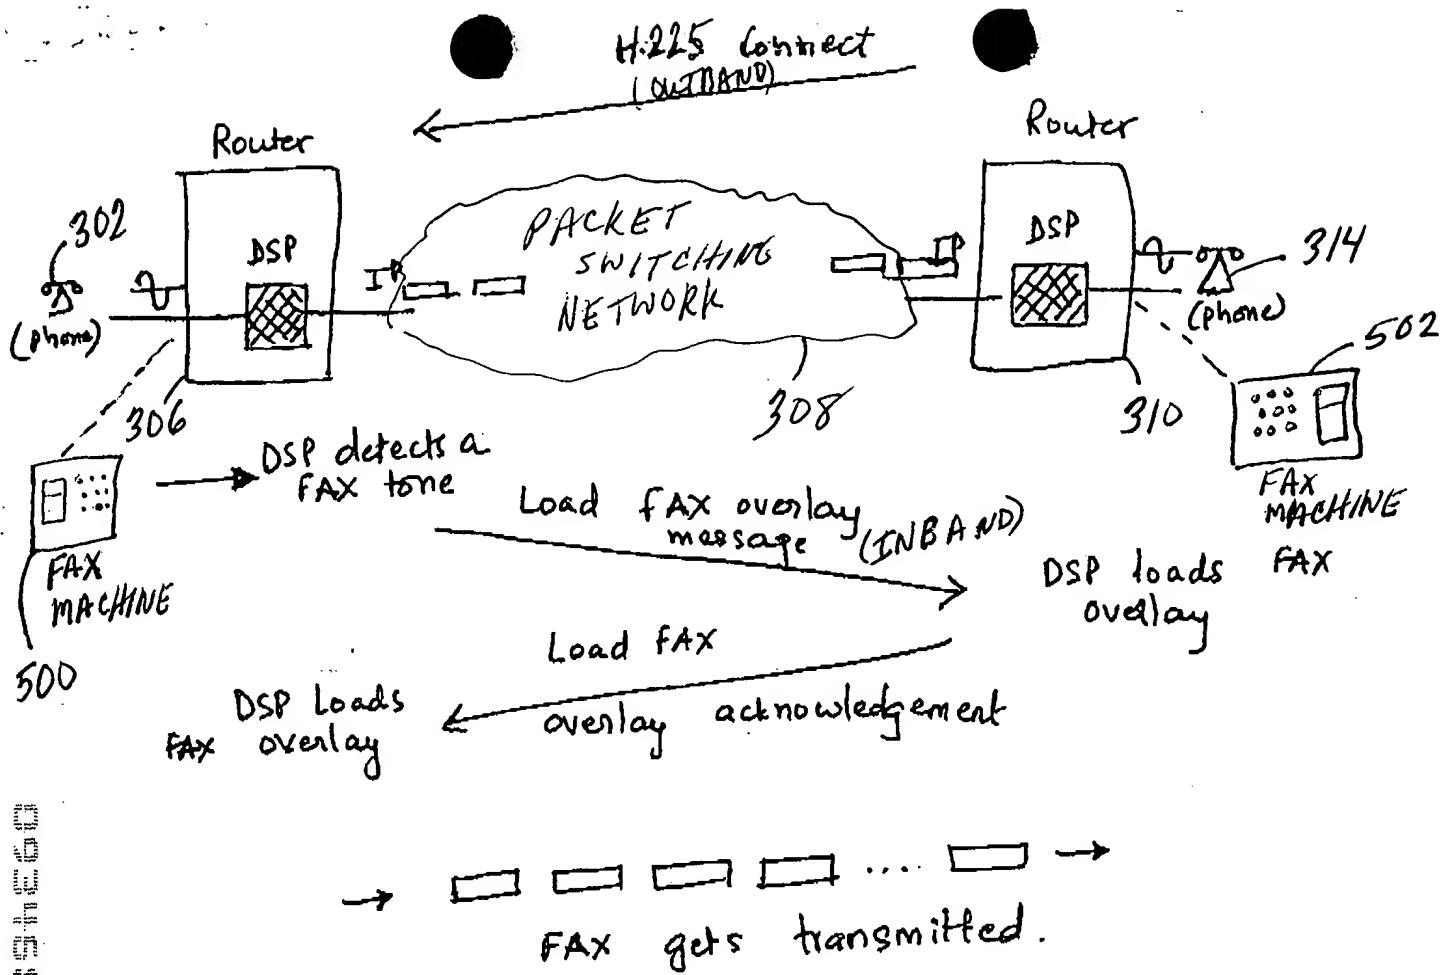 H.225 Connect
(OUTBAND)
Router
Router
302
DSP
PACKET
SWITCHING
NETWORK
DSP
314
IP
IP
(phone)
(phone)
502
306
308
310
DSP detects a
FAX tone
Load fAX overlay
message (INBAND)
FAX
MACHINE
FAX
MACHINE
FAX
DSP loads
overlay
500
Load fAX
overlay acknowledgement
DSP Loads
FAX overlay
....
FAX gets transmitted.